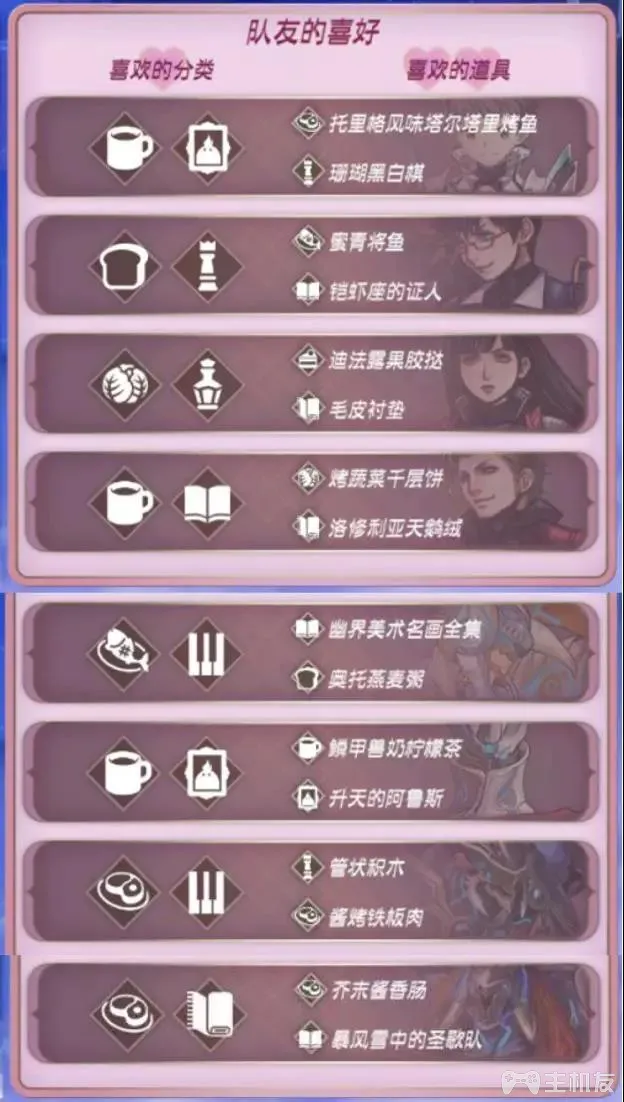 队友的喜好
喜欢的分类 喜欢的道具
托里格风味塔尔塔里烤鱼
珊瑚黑白棋
蜜青将鱼
铠虾座的证人
迪法露果胶挞
毛皮衬垫
烤蔬菜千层饼
洛修利亚天鹅绒
幽界美术名画全集
奥托燕麦粥
鳞甲兽奶柠檬茶
升天的阿鲁斯
管状积木
酱烤铁板肉
芥末酱香肠
暴风雪中的圣歌队
主机友